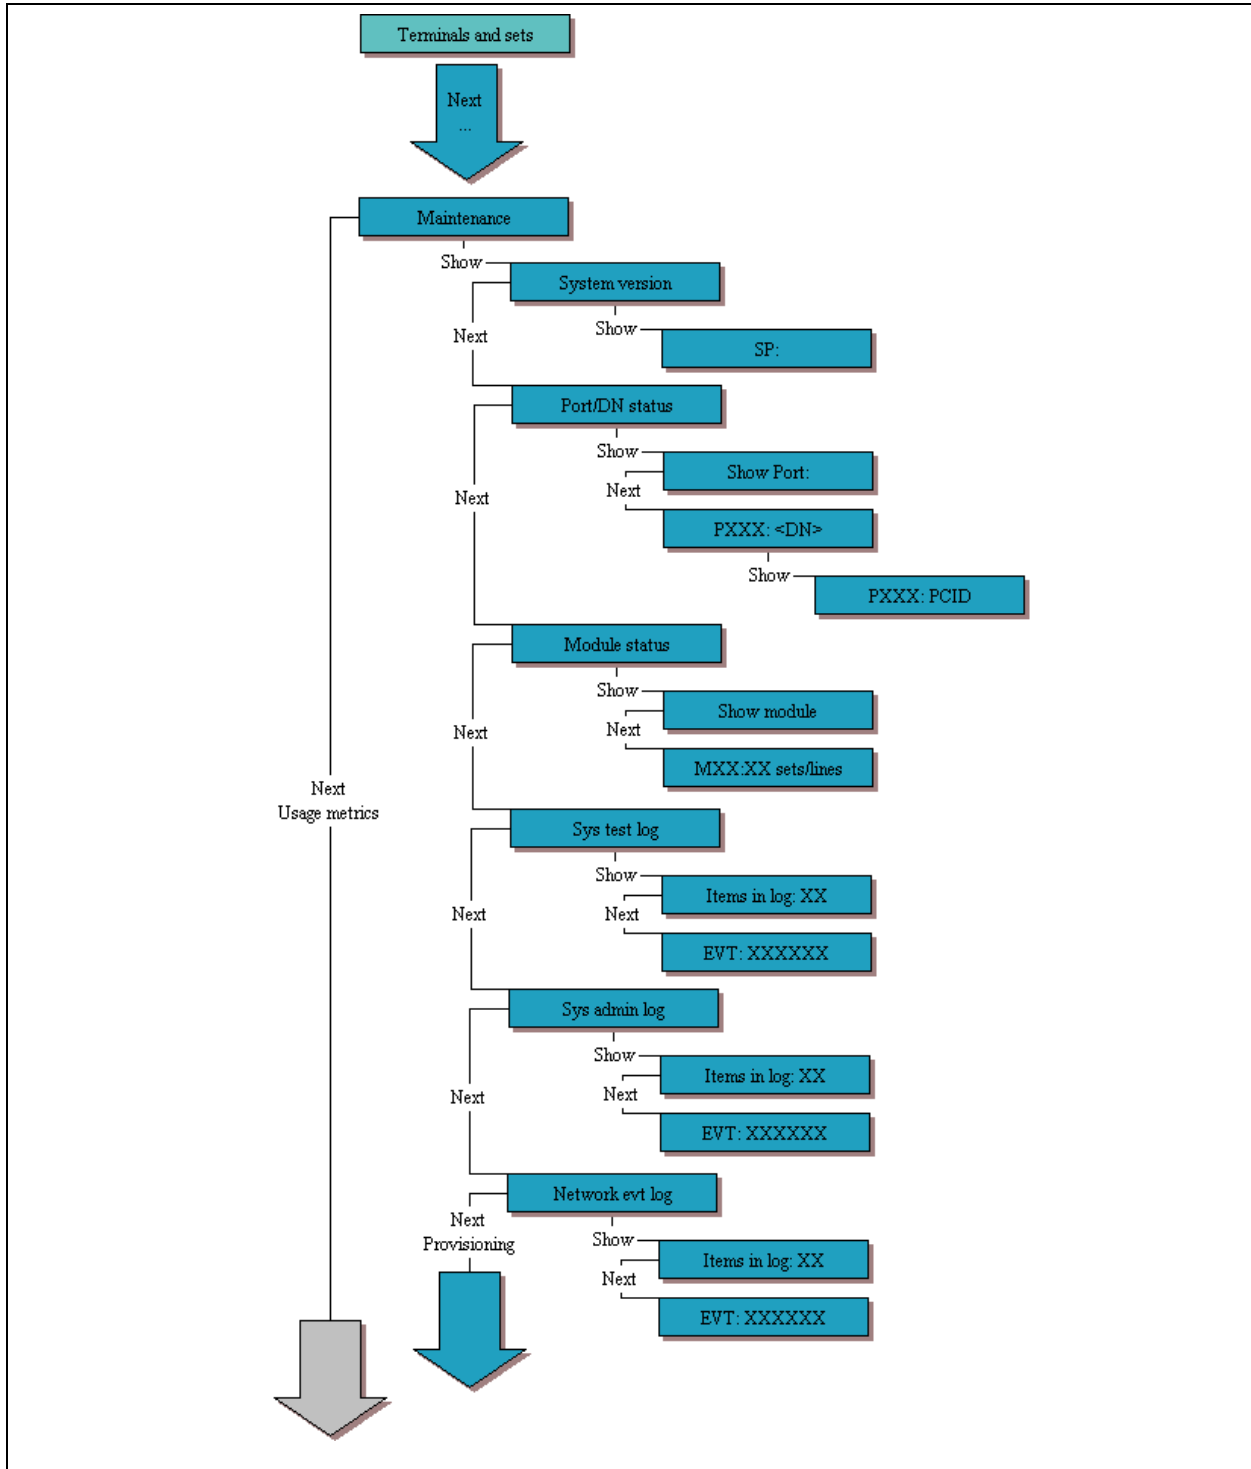 Terminals and sets
Next
...
Maintenance
Show
System version
Show
Next
SP:
Port/DN status
Show
Show Port:
Next
Next
PXXX: <DN>
Show
PXXX: PCID
Module status
Show
Show module
Next
Next
MXX:XX sets/lines
Next
Usage metrics
Sys test log
Show
Items in log: XX
Next
Next
EVT: XXXXXX
Sys admin log
Show
Items in log: XX
Next
Next
EVT: XXXXXX
Network evt log
Next
Provisioning
Show
Items in log: XX
Next
EVT: XXXXXX